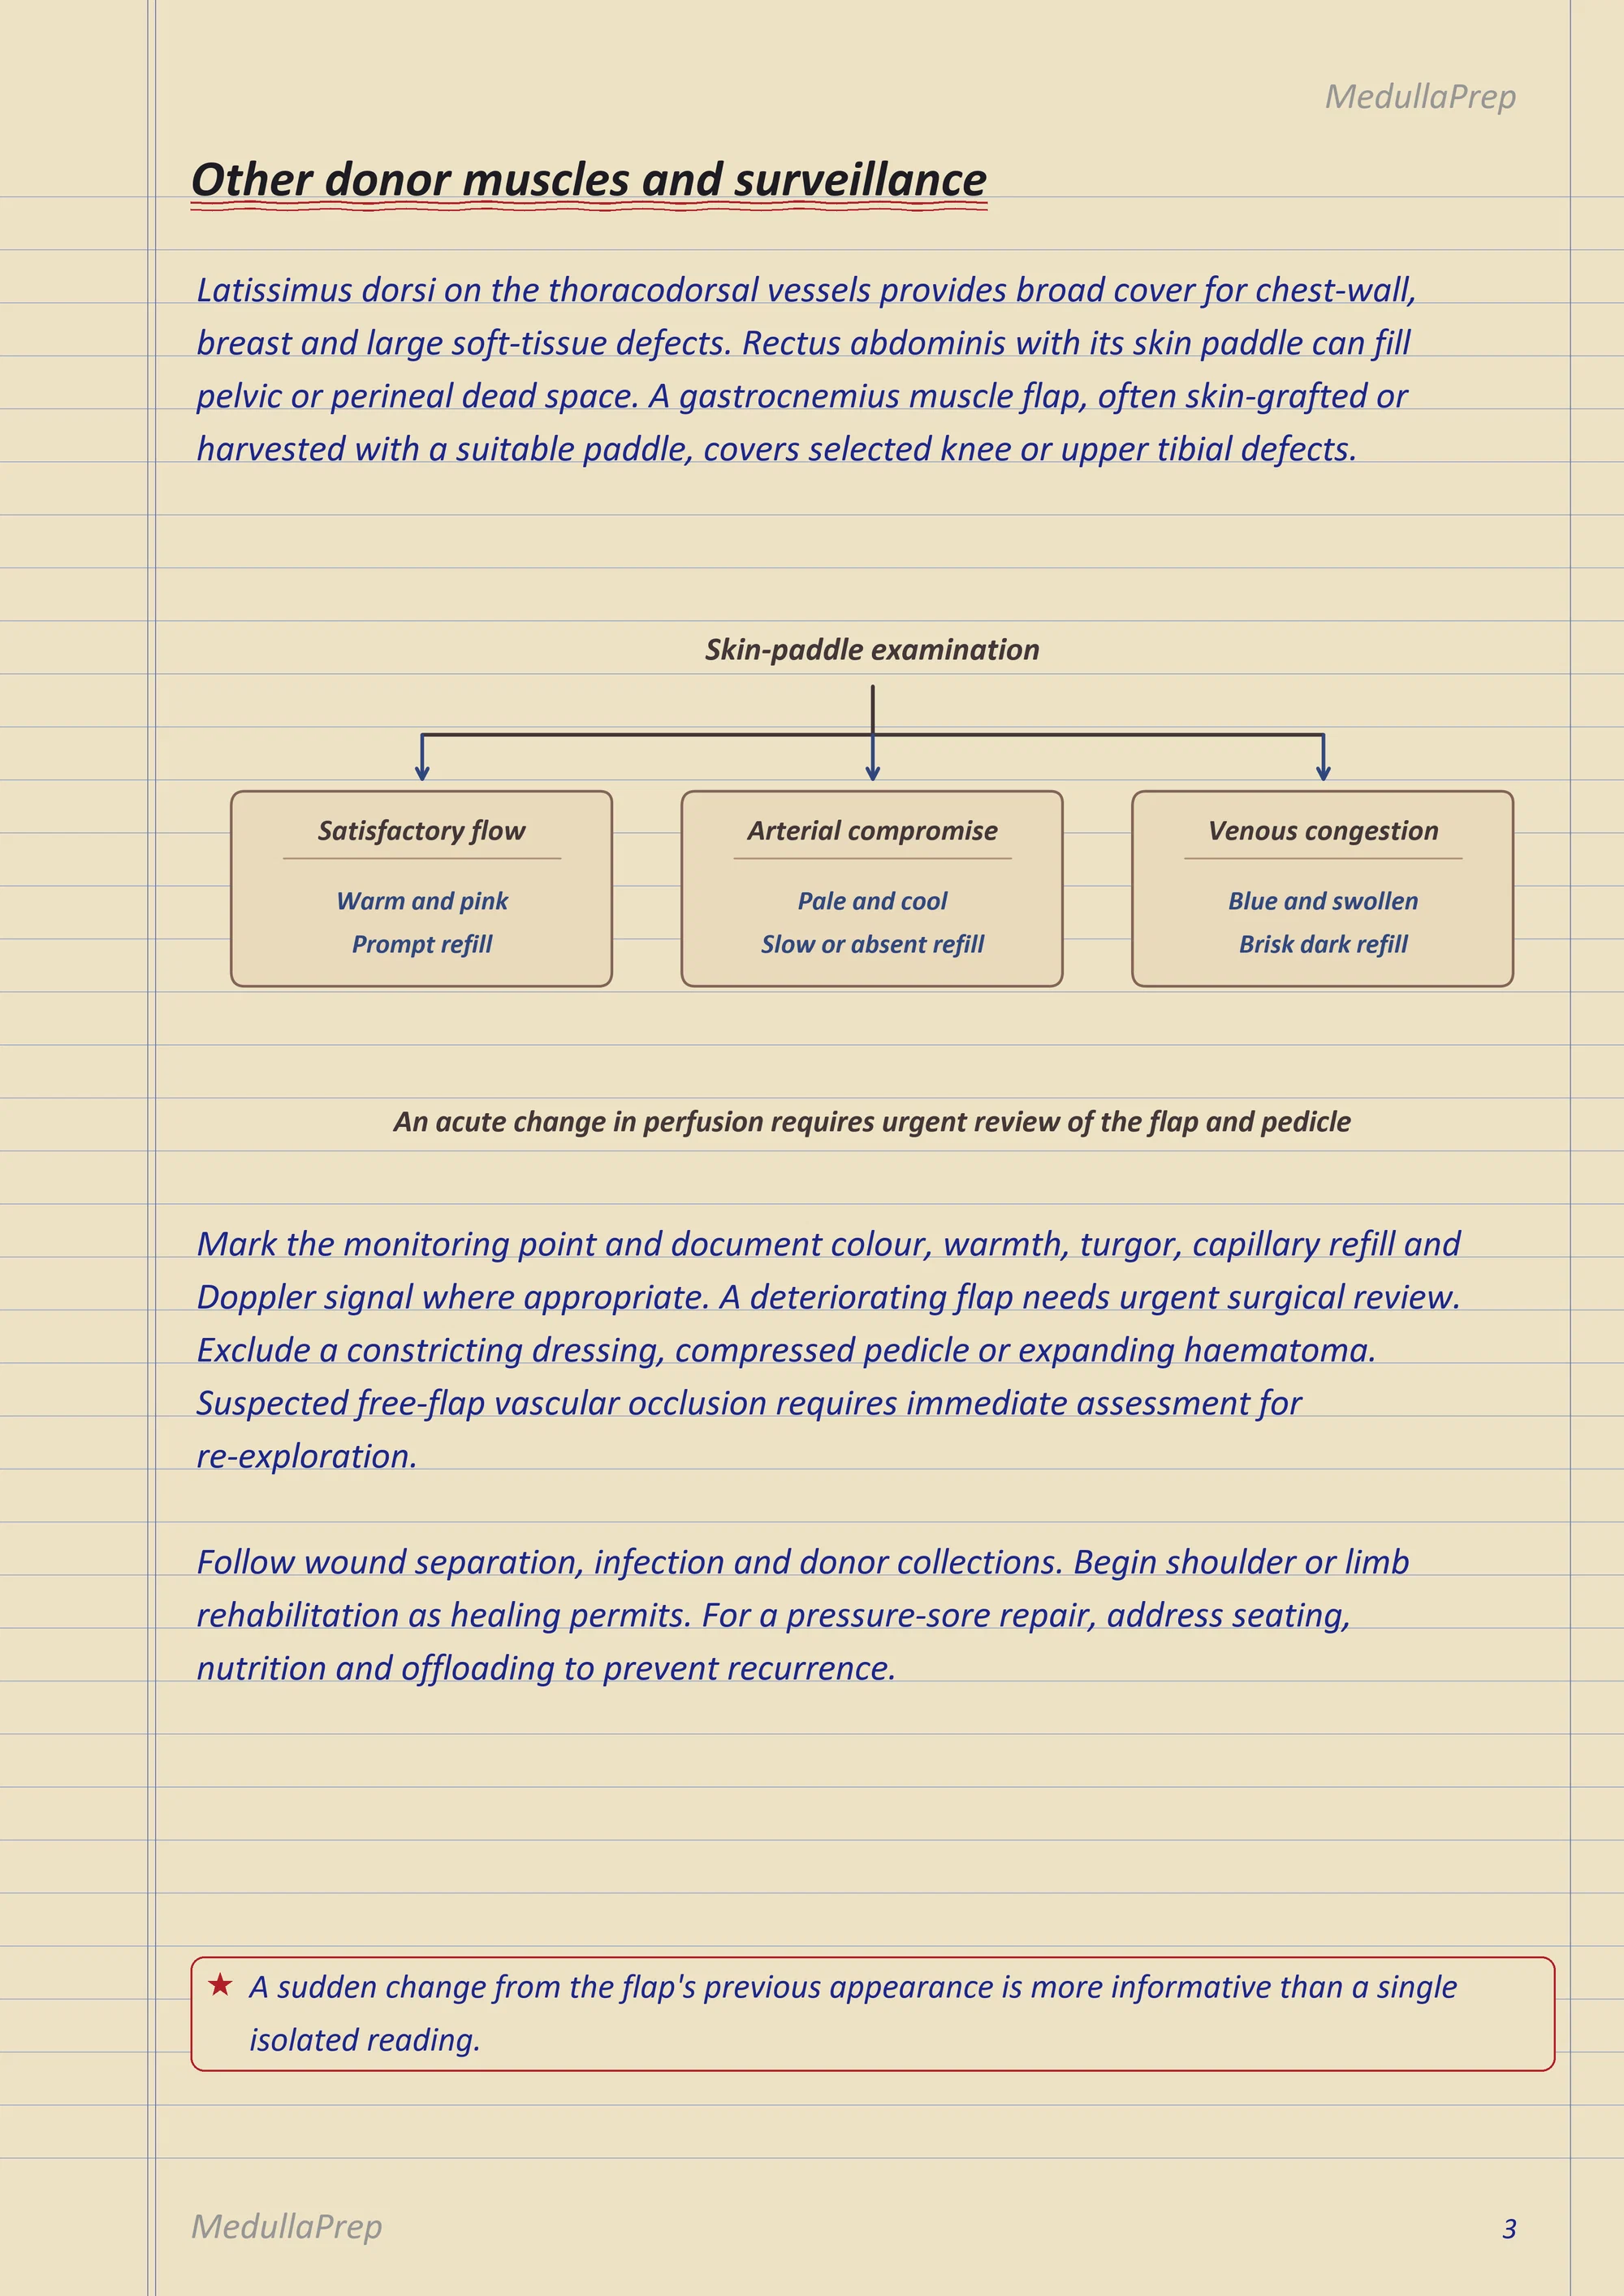 MedullaPrep
Other donor muscles and surveillance
Latissimus dorsi on the thoracodorsal vessels provides broad cover for chest-wall,
breast and large soft-tissue defects. Rectus abdominis with its skin paddle can fill
pelvic or perineal dead space. A gastrocnemius muscle flap, often skin-grafted or
harvested with a suitable paddle, covers selected knee or upper tibial defects.
Skin-paddle examination
Satisfactory flow
Warm and pink
Prompt refill
Arterial compromise
Pale and cool
Slow or absent refill
Venous congestion
Blue and swollen
Brisk dark refill
An acute change in perfusion requires urgent review of the flap and pedicle
Mark the monitoring point and document colour, warmth, turgor, capillary refill and
Doppler signal where appropriate. A deteriorating flap needs urgent surgical review.
Exclude a constricting dressing, compressed pedicle or expanding haematoma.
Suspected free-flap vascular occlusion requires immediate assessment for
re-exploration.
Follow wound separation, infection and donor collections. Begin shoulder or limb
rehabilitation as healing permits. For a pressure-sore repair, address seating,
nutrition and offloading to prevent recurrence.
★ A sudden change from the flap's previous appearance is more informative than a single
isolated reading.
MedullaPrep
3